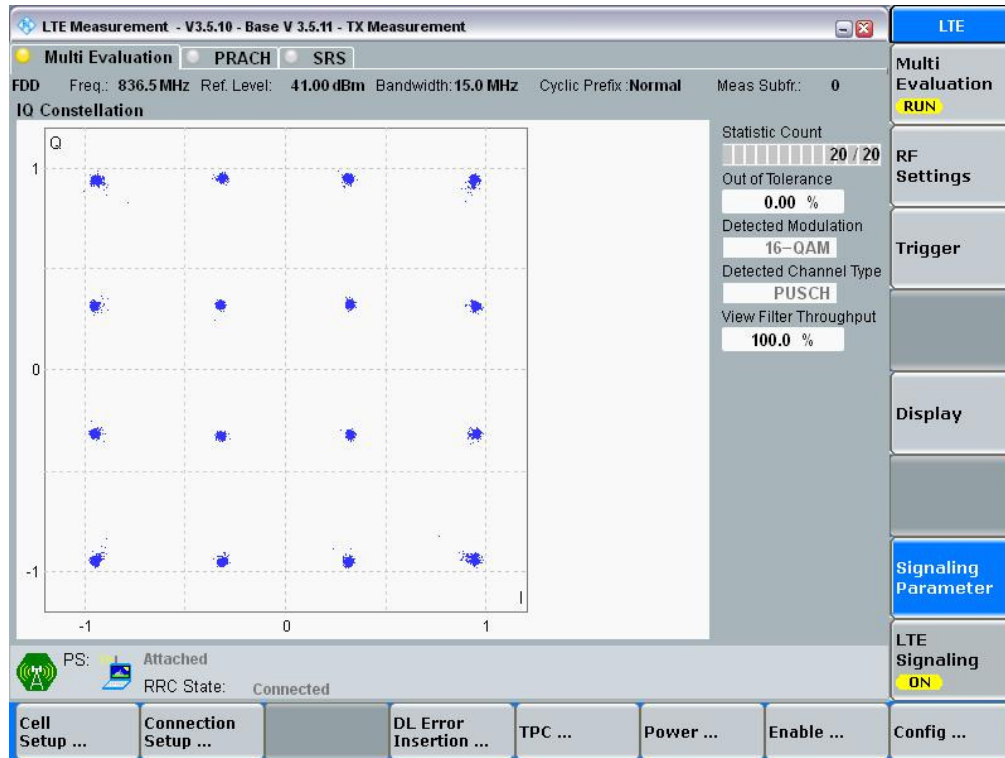 LTE Measurement - V3.5.10 - Base V 3.5.11 - TX Measurement
LTE
Multi Evaluation PRACH SRS
FDD Freq.: 836.5 MHz Ref. Level: 41.00 dBm Bandwidth: 15.0 MHz Cyclic Prefix : Normal Meas Subfr.: 0
IQ Constellation
Q
1
0
-1
I
-1 0 1
Statistic Count
20 / 20
Out of Tolerance
0.00 %
Detected Modulation
16-QAM
Detected Channel Type
PUSCH
View Filter Throughput
100.0 %
Multi
Evaluation
RUN
RF
Settings
Trigger
Display
Signaling
Parameter
LTE
Signaling
ON
PS: Attached
RRC State: Connected
Cell
Setup ...
Connection
Setup ...
DL Error
Insertion ...
TPC ...
Power ...
Enable ...
Config ...